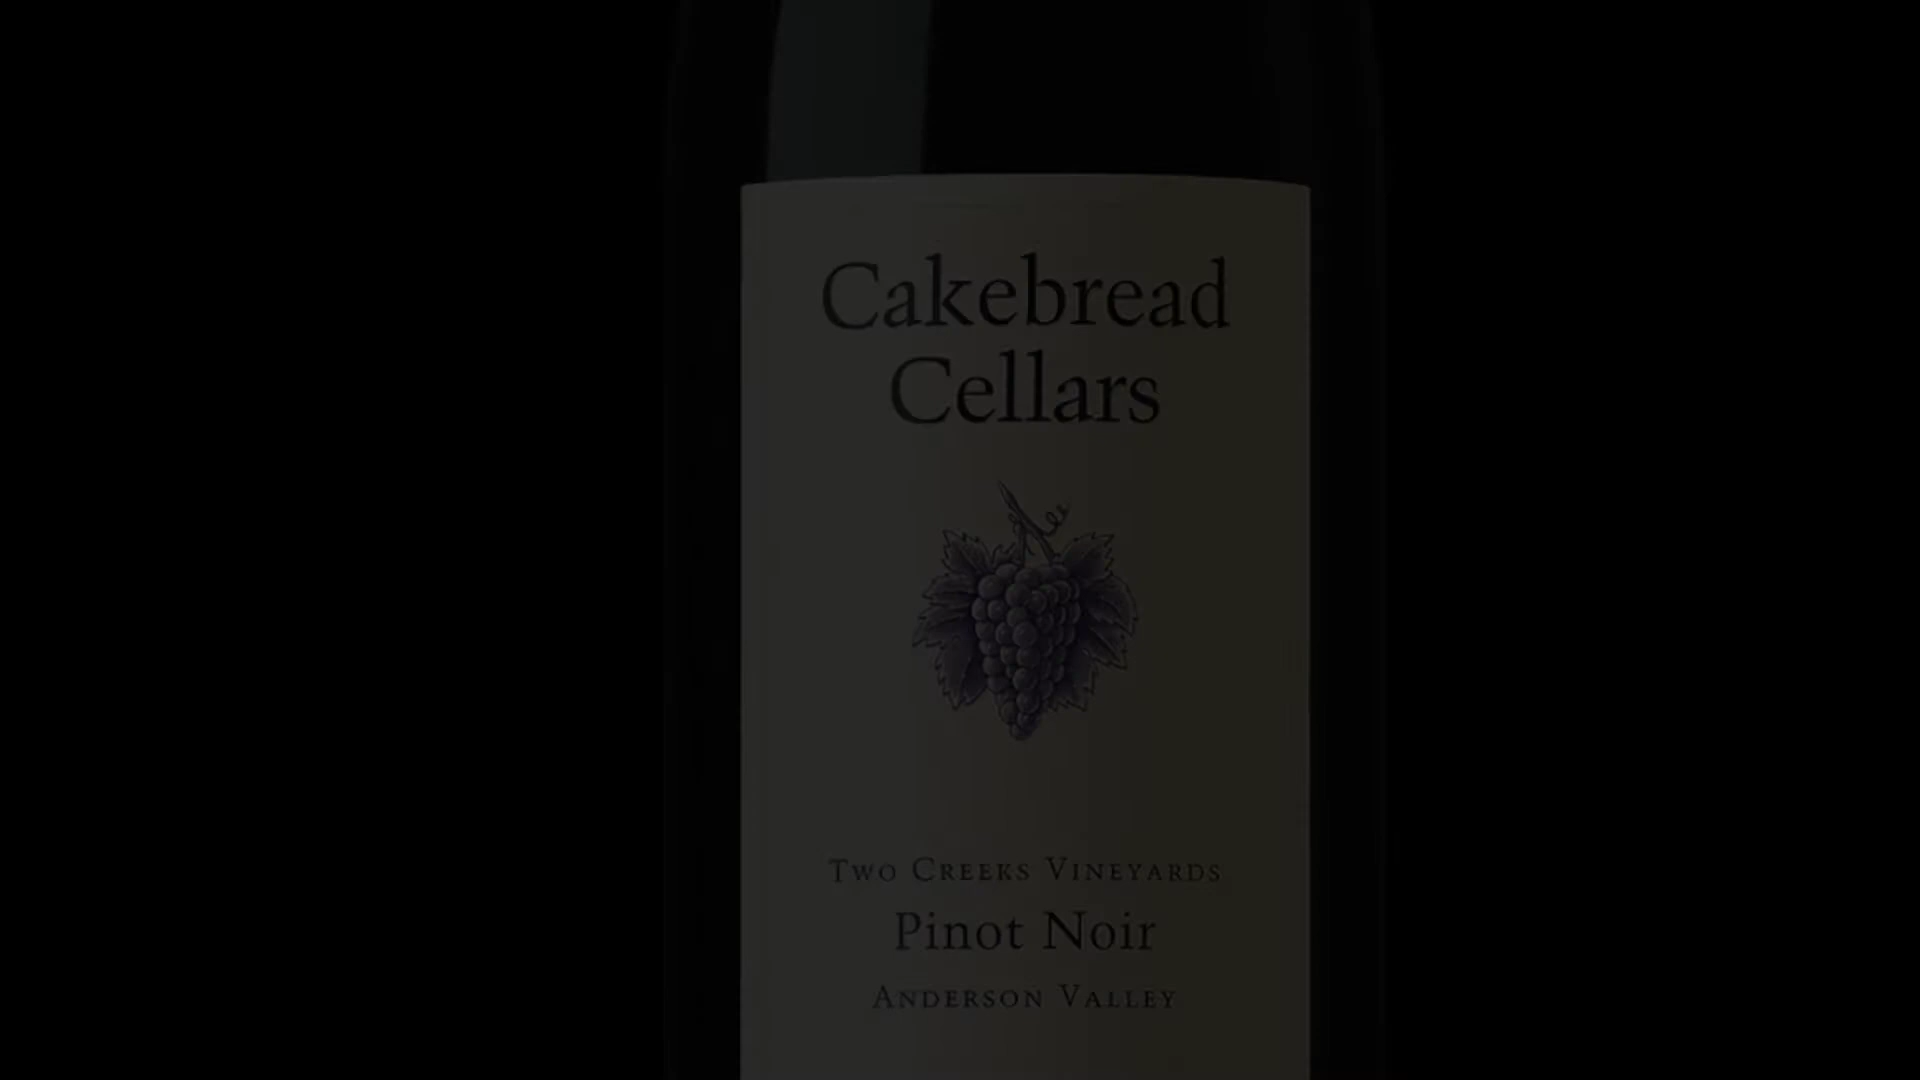 Cakebread
Cellars
Two Creeks Vineyards
Pinot Noir
Anderson Valley